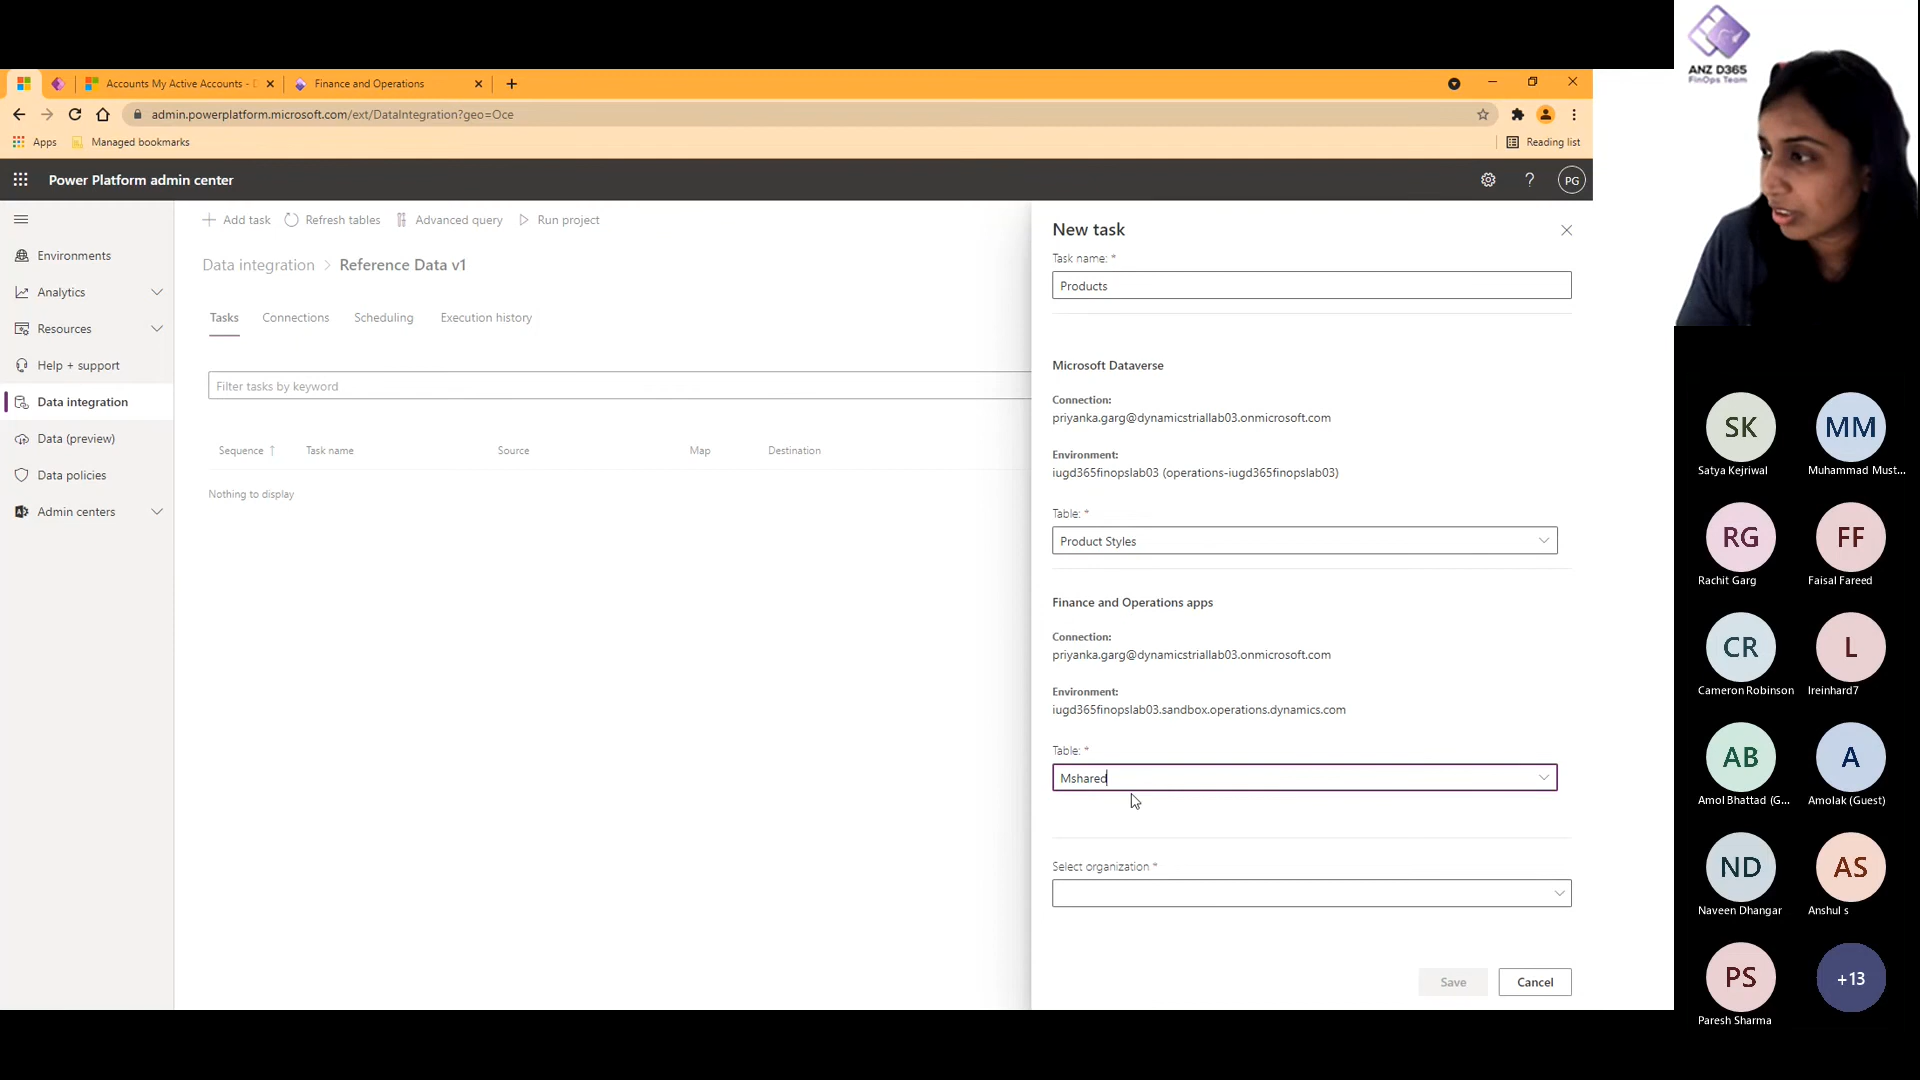 ANZ D365
FinOps Team
Accounts My Active Accounts - D
Finance and Operations
admin.powerplatform.microsoft.com/ext/DataIntegration?geo=Oce
Apps
Managed bookmarks
Reading list
Power Platform admin center
?
PG
Environments
Analytics
Resources
Help + support
Data integration
Data (preview)
Data policies
Admin centers
Add task
Refresh tables
Advanced query
Run project
Data integration > Reference Data v1
Tasks
Connections
Scheduling
Execution history
Filter tasks by keyword
Sequence ↑
Task name
Source
Map
Destination
Nothing to display
New task
Task name: *
Products
Microsoft Dataverse
Connection:
priyanka.garg@dynamicstriallab03.onmicrosoft.com
Environment:
iugd365finopslab03 (operations-iugd365finopslab03)
Table: *
Product Styles
Finance and Operations apps
Connection:
priyanka.garg@dynamicstriallab03.onmicrosoft.com
Environment:
iugd365finopslab03.sandbox.operations.dynamics.com
Table: *
Mshared
Select organization *
Save
Cancel
SK
Satya Kejriwal
MM
Muhammad Must...
RG
Rachit Garg
FF
Faisal Fareed
CR
Cameron Robinson
L
lreinhard7
AB
Amol Bhattad (G...
A
Amolak (Guest)
ND
Naveen Dhangar
AS
Anshul s
PS
Paresh Sharma
+13